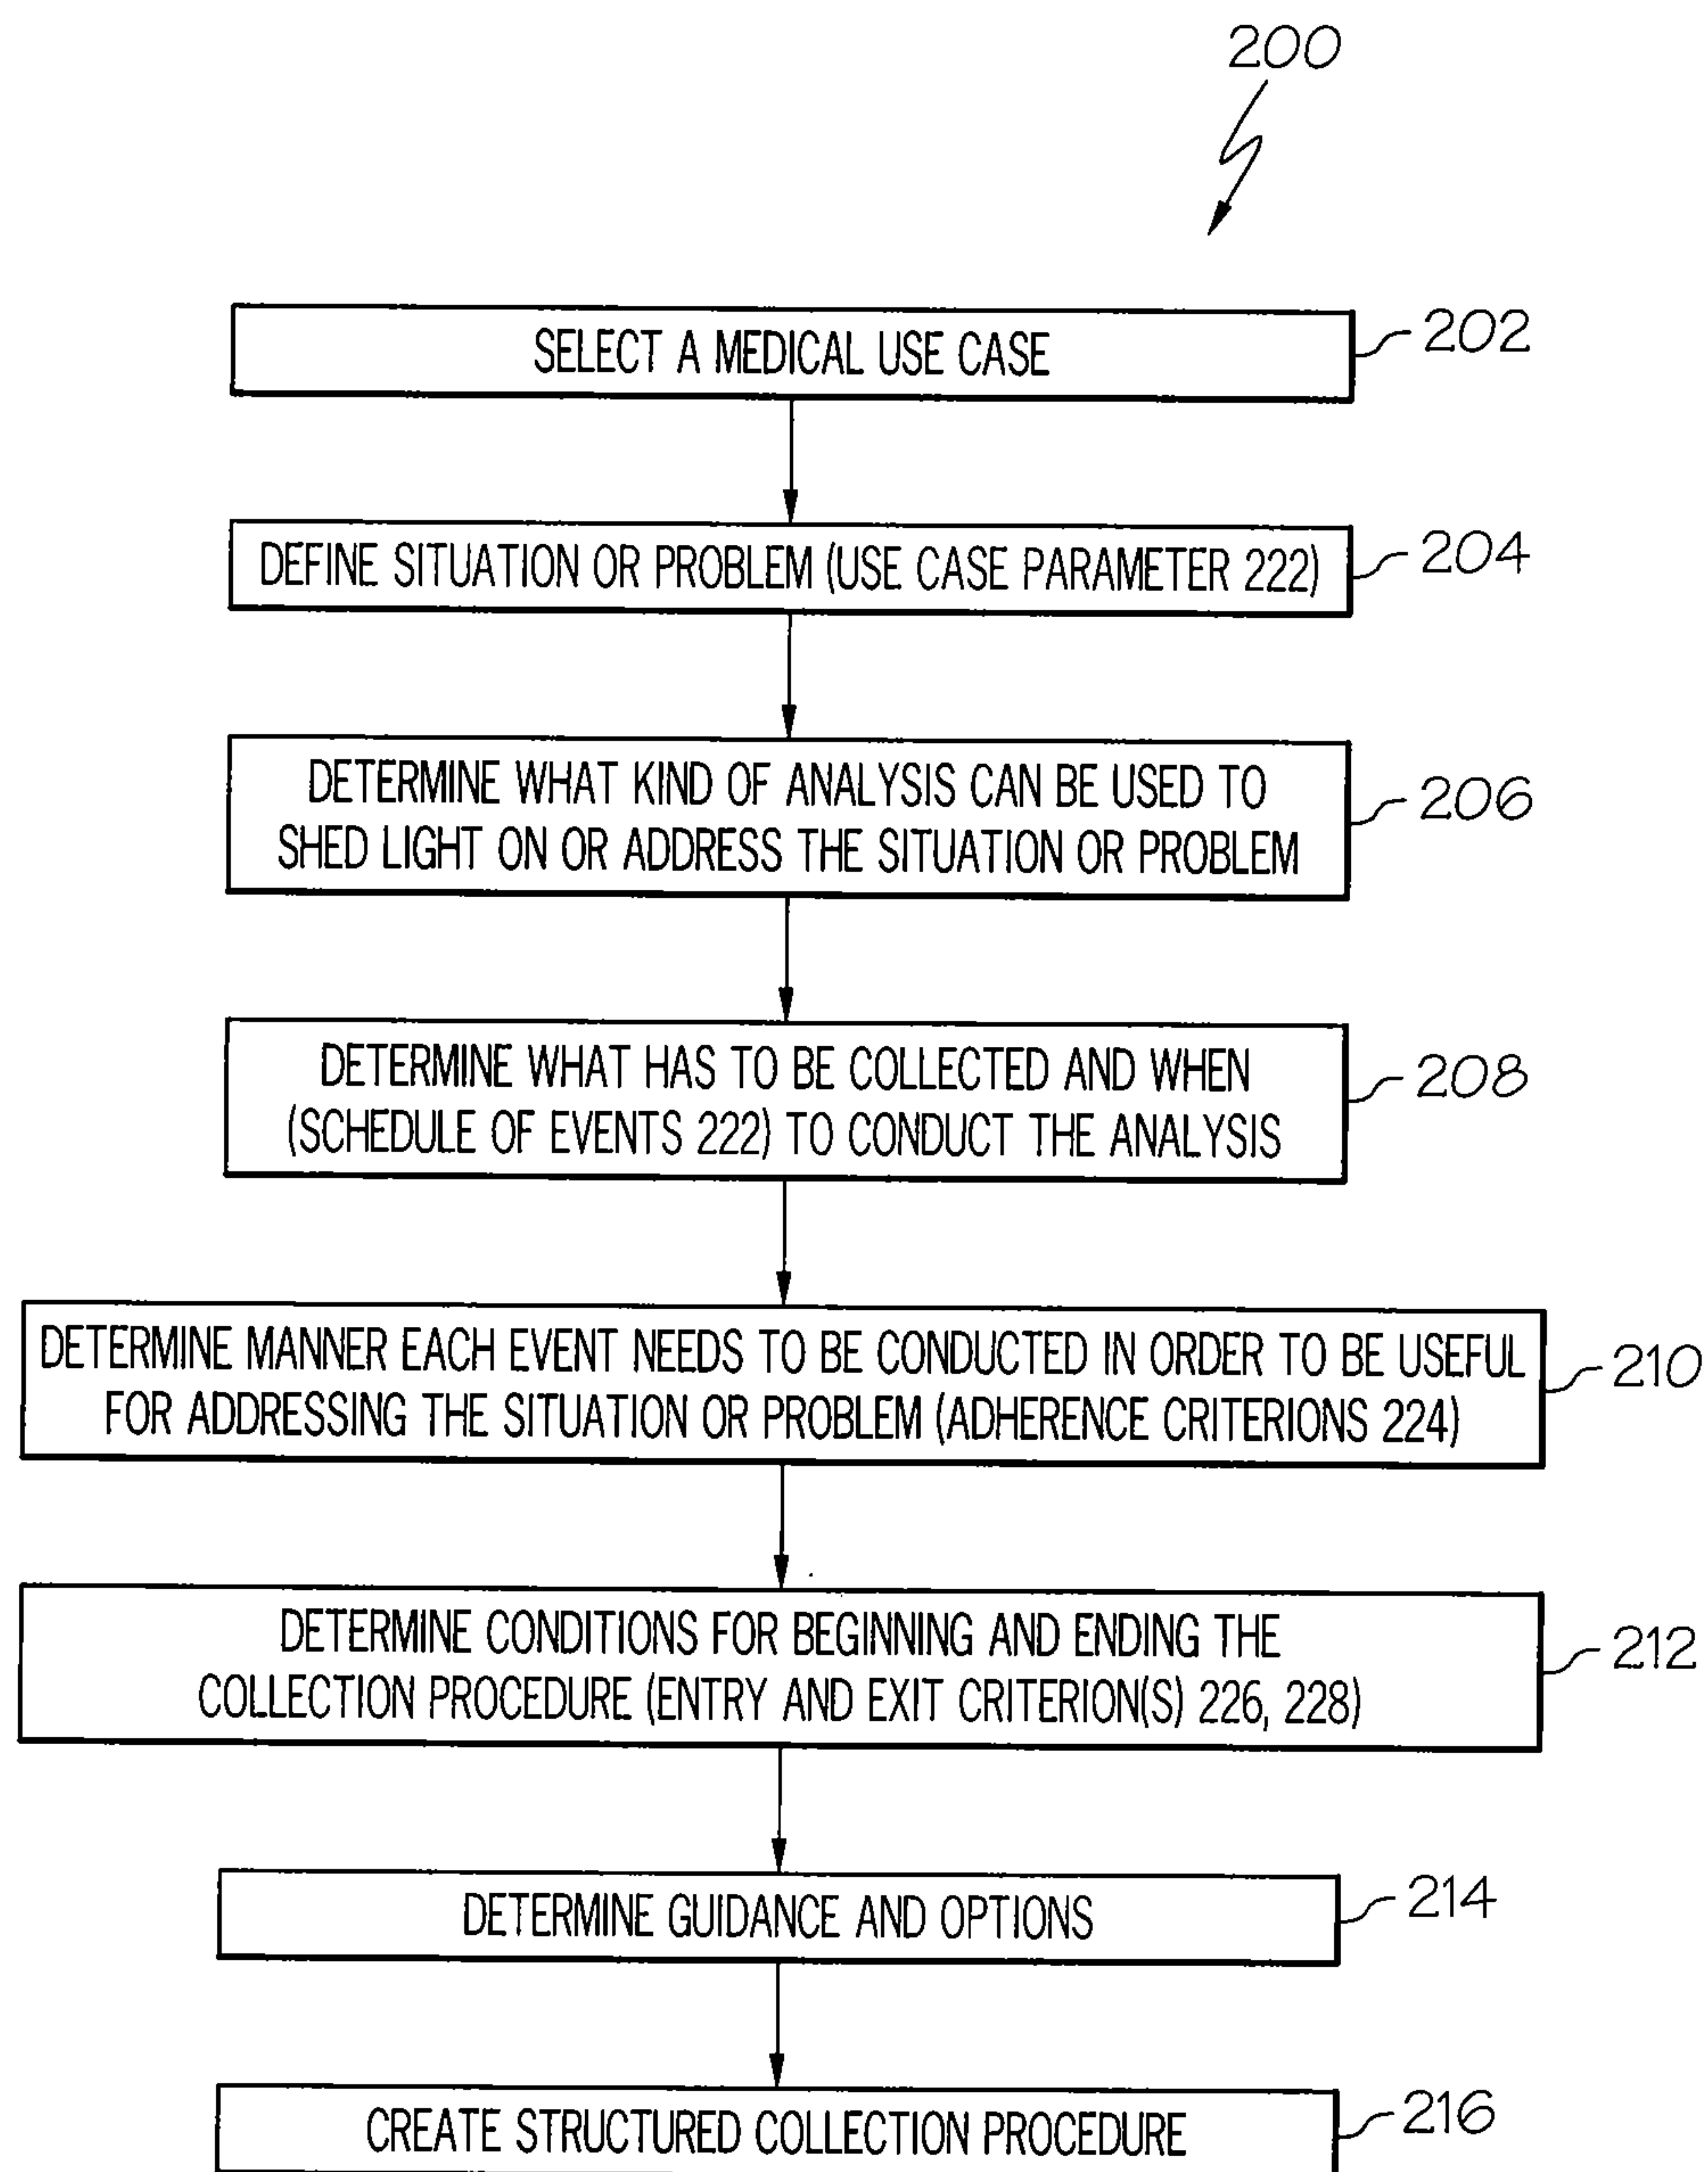 200
SELECT A MEDICAL USE CASE
202
DEFINE SITUATION OR PROBLEM (USE CASE PARAMETER 222)
204
DETERMINE WHAT KIND OF ANALYSIS CAN BE USED TO
SHED LIGHT ON OR ADDRESS THE SITUATION OR PROBLEM
206
DETERMINE WHAT HAS TO BE COLLECTED AND WHEN
(SCHEDULE OF EVENTS 222) TO CONDUCT THE ANALYSIS
208
DETERMINE MANNER EACH EVENT NEEDS TO BE CONDUCTED IN ORDER TO BE USEFUL
FOR ADDRESSING THE SITUATION OR PROBLEM (ADHERENCE CRITERIONS 224)
210
DETERMINE CONDITIONS FOR BEGINNING AND ENDING THE
COLLECTION PROCEDURE (ENTRY AND EXIT CRITERION(S) 226, 228)
212
DETERMINE GUIDANCE AND OPTIONS
214
CREATE STRUCTURED COLLECTION PROCEDURE
216